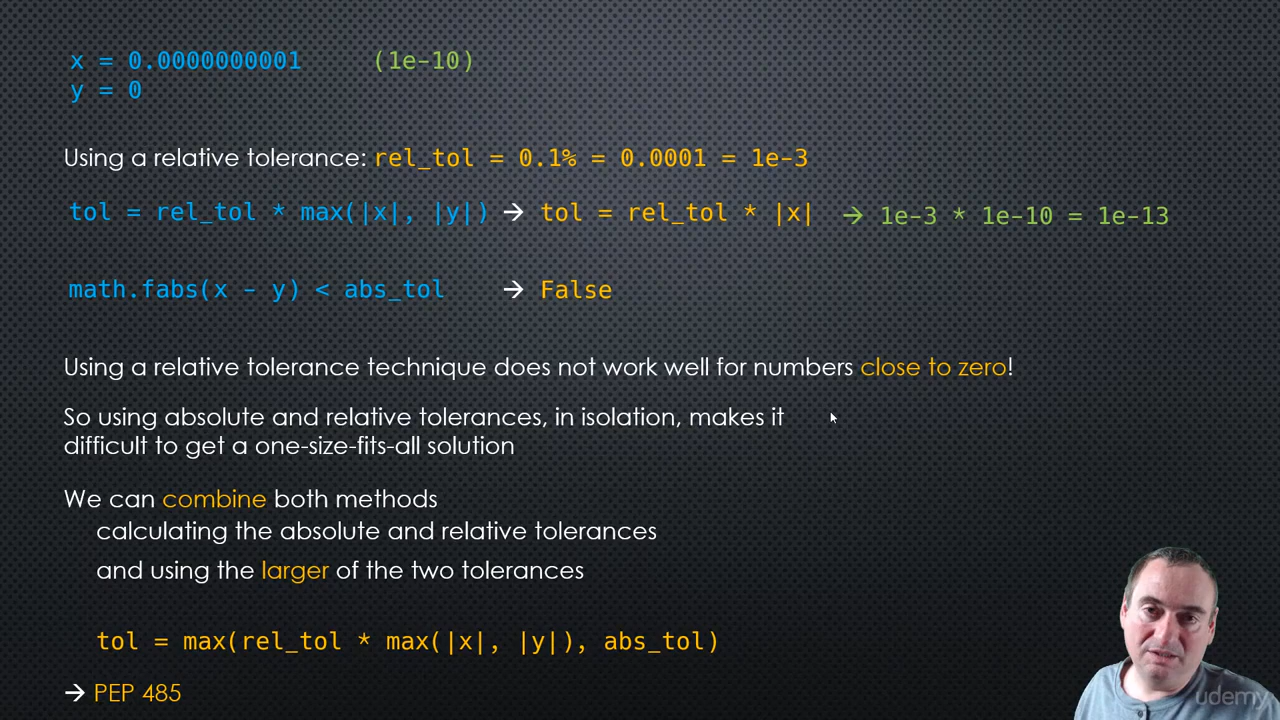 x = 0.0000000001 (1e-10)
y = 0
Using a relative tolerance: rel_tol = 0.1% = 0.0001 = 1e-3
tol = rel_tol * max(|x|, |y|) → tol = rel_tol * |x| → 1e-3 * 1e-10 = 1e-13
math.fabs(x - y) < abs_tol → False
Using a relative tolerance technique does not work well for numbers close to zero!
So using absolute and relative tolerances, in isolation, makes it
difficult to get a one-size-fits-all solution
We can combine both methods
calculating the absolute and relative tolerances
and using the larger of the two tolerances
tol = max(rel_tol * max(|x|, |y|), abs_tol)
→ PEP 485
udemy